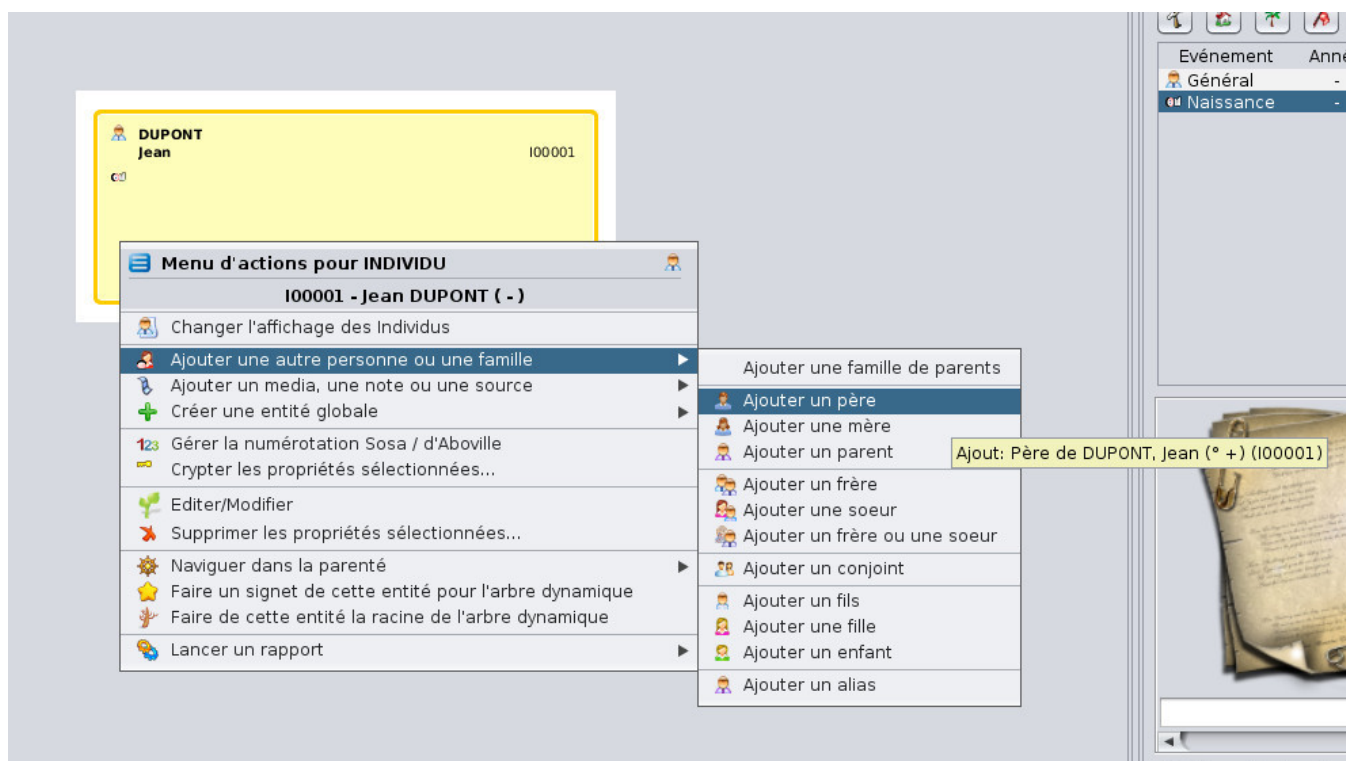 Evénement Anné
Général -
Naissance -
DUPONT
Jean I00001
Menu d'actions pour INDIVIDU
I00001 - Jean DUPONT ( - )
Changer l'affichage des Individus
Ajouter une autre personne ou une famille
Ajouter un media, une note ou une source
Créer une entité globale
123 Gérer la numérotation Sosa / d'Aboville
Crypter les propriétés sélectionnées...
Editer/Modifier
Supprimer les propriétés sélectionnées...
Naviguer dans la parenté
Faire un signet de cette entité pour l'arbre dynamique
Faire de cette entité la racine de l'arbre dynamique
Lancer un rapport
Ajouter une famille de parents
Ajouter un père
Ajouter une mère
Ajouter un parent
Ajout: Père de DUPONT, Jean (° +) (I00001)
Ajouter un frère
Ajouter une soeur
Ajouter un frère ou une soeur
Ajouter un conjoint
Ajouter un fils
Ajouter une fille
Ajouter un enfant
Ajouter un alias